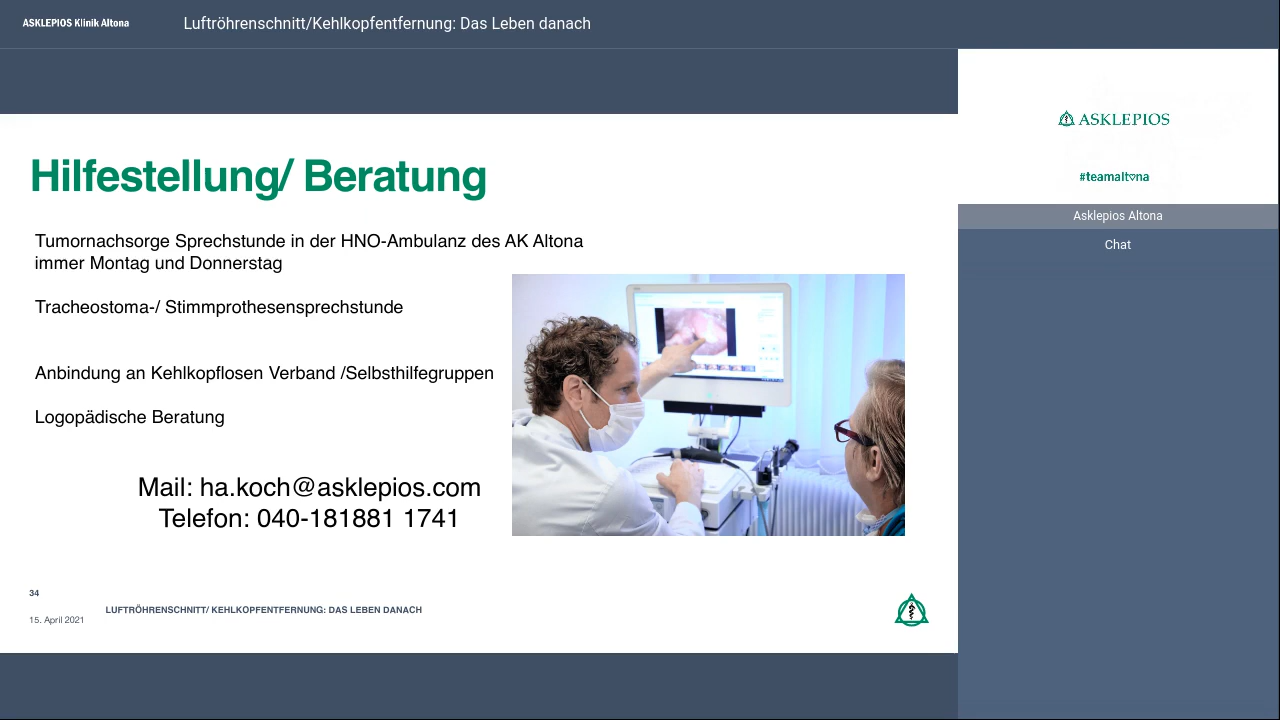 ASKLEPIOS Klinik Altona
Luftröhrenschnitt/Kehlkopfentfernung: Das Leben danach
Hilfestellung/ Beratung
Tumornachsorge Sprechstunde in der HNO-Ambulanz des AK Altona
immer Montag und Donnerstag
Tracheostoma-/ Stimmprothesensprechstunde
Anbindung an Kehlkopflosen Verband /Selbsthilfegruppen
Logopädische Beratung
Mail: ha.koch@asklepios.com
Telefon: 040-181881 1741
34
LUFTRÖHRENSCHNITT/ KEHLKOPFENTFERNUNG: DAS LEBEN DANACH
15. April 2021
ASKLEPIOS
#teamalt♡na
Asklepios Altona
Chat